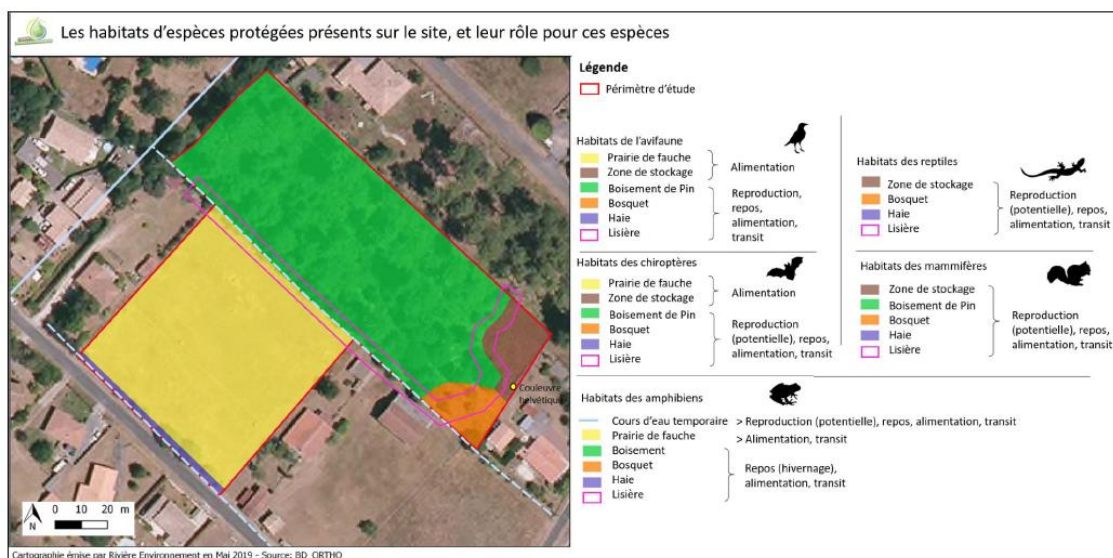 Les habitats d'espèces protégées présents sur le site, et leur rôle pour ces espèces
Couleuvre
helvétique
N
0 10 20 m
Cartographie émise par Rivière Environnement en Mai 2019 - Source: BD_ORTHO
Légende
Périmètre d'étude
Habitats de l'avifaune
Prairie de fauche
Zone de stockage
Alimentation
Boisement de Pin
Bosquet
Haie
Lisière
Reproduction,
repos,
alimentation,
transit
Habitats des reptiles
Zone de stockage
Bosquet
Haie
Lisière
Reproduction
(potentielle), repos,
alimentation, transit
Habitats des chiroptères
Prairie de fauche
Zone de stockage
Alimentation
Boisement de Pin
Bosquet
Haie
Lisière
Reproduction
(potentielle), repos,
alimentation, transit
Habitats des mammifères
Zone de stockage
Boisement de Pin
Bosquet
Haie
Lisière
Reproduction
(potentielle), repos,
alimentation, transit
Habitats des amphibiens
Cours d'eau temporaire > Reproduction (potentielle), repos, alimentation, transit
Prairie de fauche > Alimentation, transit
Boisement
Bosquet
Haie
Lisière
Repos (hivernage),
alimentation, transit